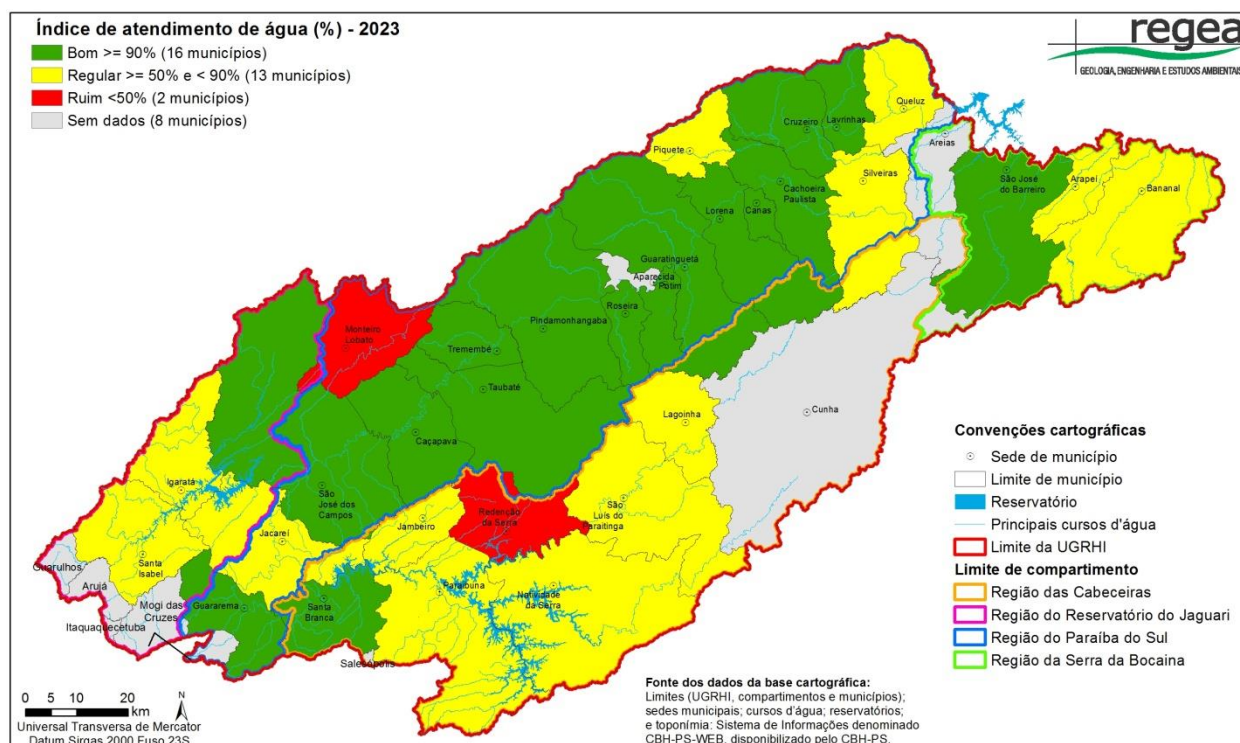 Índice de atendimento de água (%) - 2023
Bom >= 90% (16 municípios)
Regular >= 50% e < 90% (13 municípios)
Ruim <50% (2 municípios)
Sem dados (8 municípios)
regea
GEOLOGIA, ENGENHARIA E ESTUDOS AMBIENTAIS
Queluz
Cruzeiro
Lavrinhas
Areias
Piquete
São José
do Barreiro
Arapeí
Bananal
Silveiras
Cachoeira
Paulista
Canas
Lorena
Guaratinguetá
Aparecida
Potim
Roseira
Pindamonhangaba
Monteiro
Lobato
Tremembé
Taubaté
Cunha
Lagoinha
Caçapava
Igaratá
São
José dos
Campos
São
Luís do
Paraitinga
Redenção
da Serra
Jambeiro
Jacareí
Santa
Isabel
Guarulhos
Arujá
Paraibuna
Natividade
da Serra
Mogi das
Cruzes
Guararema
Santa
Branca
Itaquaquecetuba
Salesópolis
Convenções cartográficas
Sede de município
Limite de município
Reservatório
Principais cursos d'água
Limite da UGRHI
Limite de compartimento
Região das Cabeceiras
Região do Reservatório do Jaguari
Região do Paraíba do Sul
Região da Serra da Bocaina
Fonte dos dados da base cartográfica:
Limites (UGRHI, compartimentos e municípios);
sedes municipais; cursos d'água; reservatórios;
e toponímia: Sistema de Informações denominado
CBH-PS-WEB, disponibilizado pelo CBH-PS.
0 5 10 20
km
N
Universal Transversa de Mercator
Datum Sirgas 2000 Fuso 23S